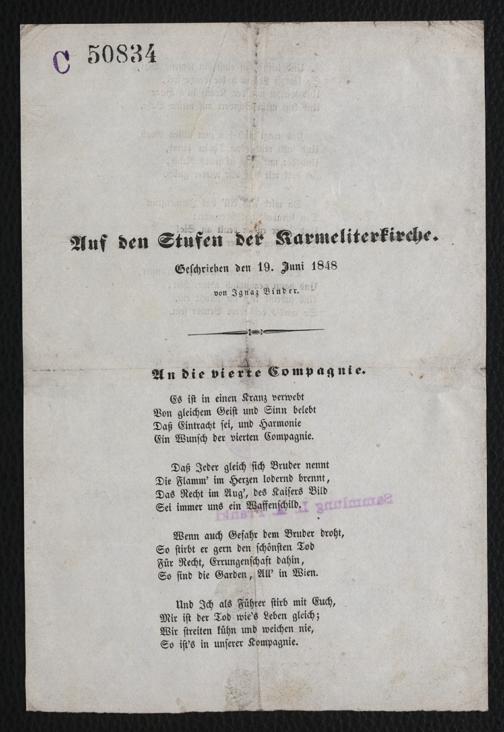 C 50834
Auf den Stufen der Karmeliterkirche.
Geschrieben den 19. Juni 1848
von Ignaz Binder.
An die vierte Compagnie.
Es ist in einen Kranz verwebt
Von gleichem Geist und Sinn belebt
Daß Eintracht sei, und Harmonie
Ein Wunsch der vierten Compagnie.
Daß Jeder gleich sich Bruder nennt
Die Flamm' im Herzen lodernd brennt,
Das Recht im Aug', des Kaisers Bild
Sei immer uns ein Waffenschild.
Sammlung L. A. Frankl
Wenn auch Gefahr dem Bruder droht,
So stirbt er gern den schönsten Tod
Für Recht, Errungenschaft dahin,
So sind die Garden, All' in Wien.
Und Ich als Führer stirb mit Euch,
Mir ist der Tod wie's Leben gleich;
Wir streiten kühn und weichen nie,
So ist's in unserer Kompagnie.